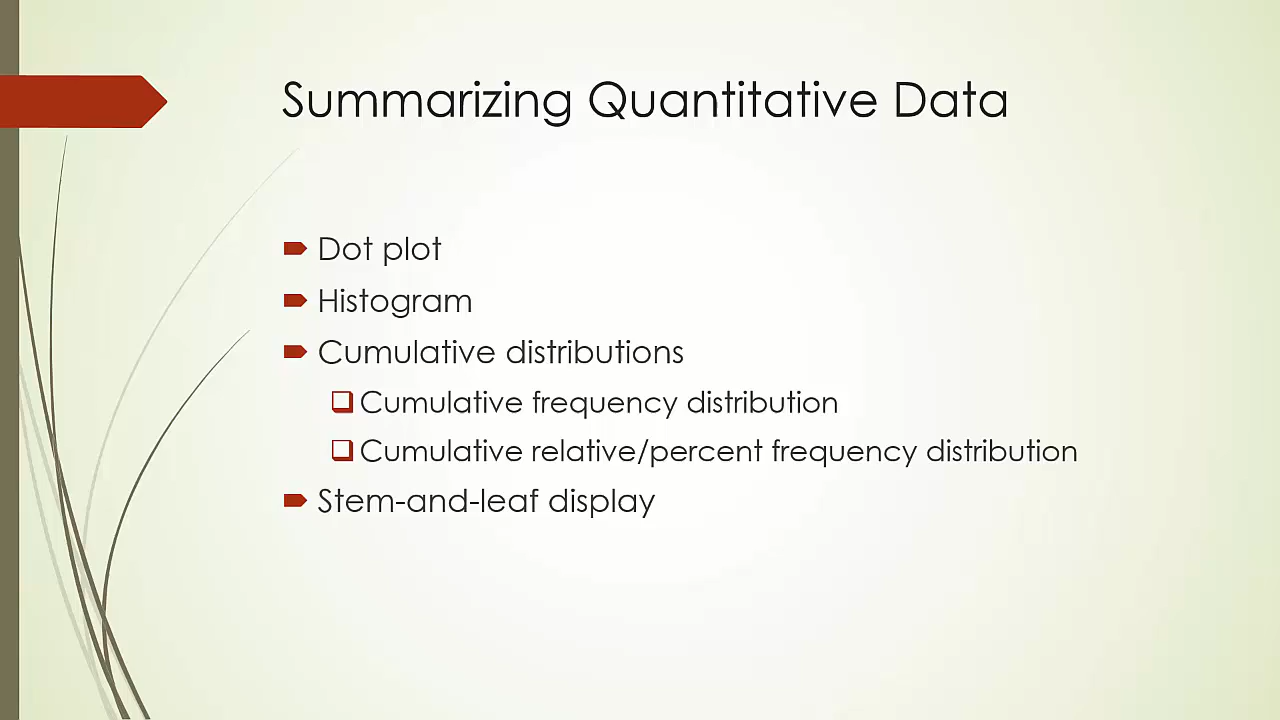 Summarizing Quantitative Data
Dot plot
Histogram
Cumulative distributions
Cumulative frequency distribution
Cumulative relative/percent frequency distribution
Stem-and-leaf display